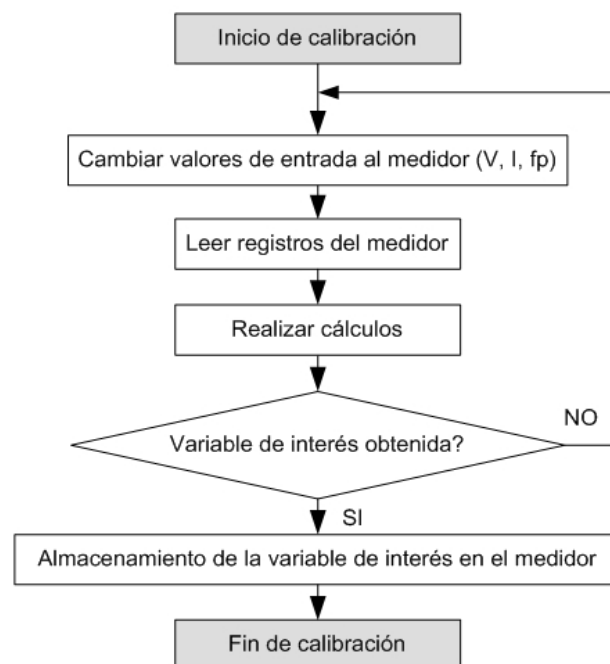 Inicio de calibración
Cambiar valores de entrada al medidor (V, I, fp)
Leer registros del medidor
Realizar cálculos
Variable de interés obtenida?
NO
SI
Almacenamiento de la variable de interés en el medidor
Fin de calibración